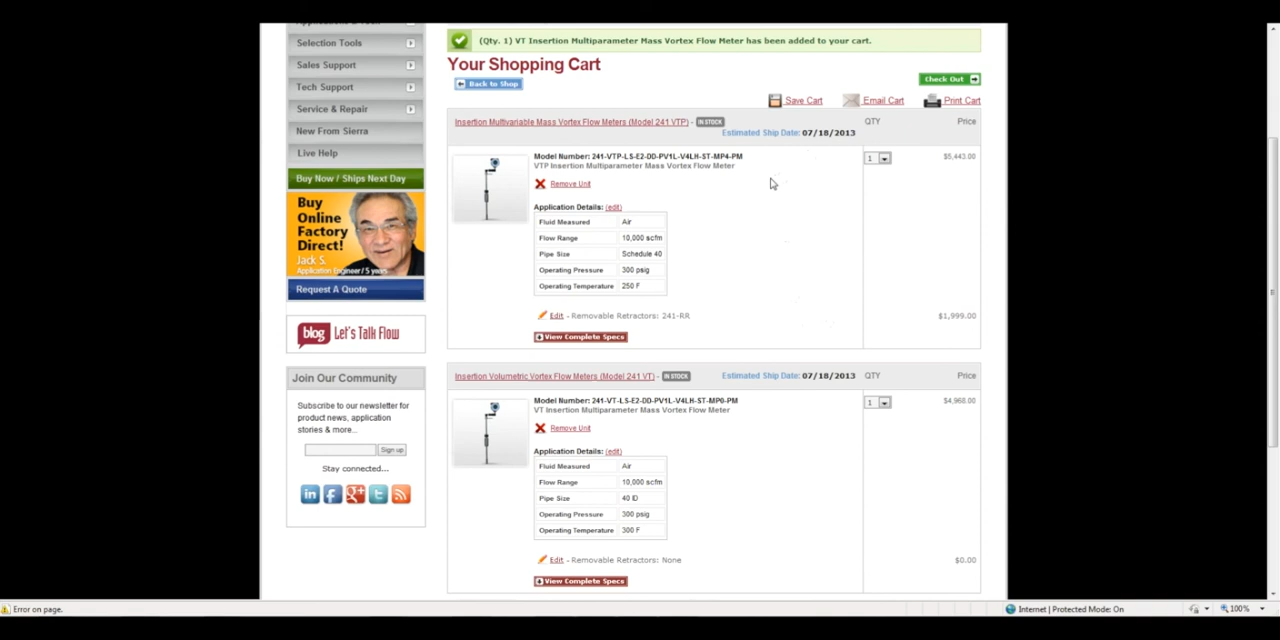 Selection Tools
Sales Support
Tech Support
Service & Repair
New From Sierra
Live Help
Buy Now / Ships Next Day
Buy
Online
Factory
Direct!
Jack S.
Application Engineer / 5 years
Request A Quote
blog Let's Talk Flow
Join Our Community
Subscribe to our newsletter for
product news, application
stories & more...
Sign up
Stay connected...
(Qty. 1) VT Insertion Multiparameter Mass Vortex Flow Meter has been added to your cart.
Your Shopping Cart
Back to Shop
Check Out
Save Cart Email Cart Print Cart
Insertion Multivariable Mass Vortex Flow Meters (Model 241 VTP) - IN STOCK QTY Price
Estimated Ship Date: 07/18/2013
Model Number: 241-VTP-LS-E2-DD-PV1L-V4LH-ST-MP4-PM 1 $5,443.00
VTP Insertion Multiparameter Mass Vortex Flow Meter
Remove Unit
Application Details: (edit)
Fluid Measured Air
Flow Range 10,000 scfm
Pipe Size Schedule 40
Operating Pressure 300 psig
Operating Temperature 250 F
Edit - Removable Retractors: 241-RR $1,999.00
View Complete Specs
Insertion Volumetric Vortex Flow Meters (Model 241 VT) - IN STOCK Estimated Ship Date: 07/18/2013 QTY Price
Model Number: 241-VT-LS-E2-DD-PV1L-V4LH-ST-MP0-PM 1 $4,968.00
VT Insertion Multiparameter Mass Vortex Flow Meter
Remove Unit
Application Details: (edit)
Fluid Measured Air
Flow Range 10,000 scfm
Pipe Size 40 ID
Operating Pressure 300 psig
Operating Temperature 300 F
Edit - Removable Retractors: None $0.00
View Complete Specs
Error on page. Internet | Protected Mode: On 100%